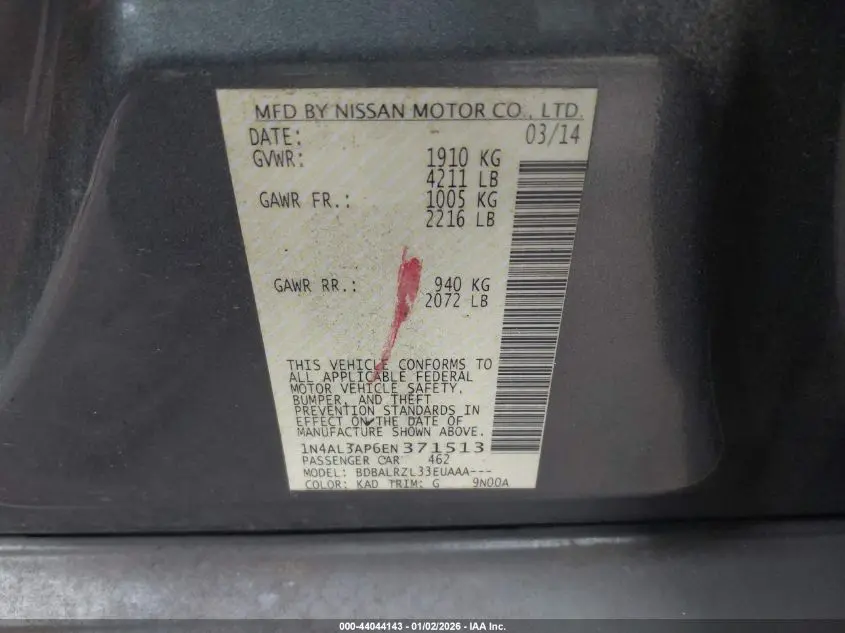 MFD BY NISSAN MOTOR CO., LTD.
DATE: 03/14
GVWR: 1910 KG
4211 LB
GAWR FR.: 1005 KG
2216 LB
GAWR RR.: 940 KG
2072 LB
THIS VEHICLE CONFORMS TO
ALL APPLICABLE FEDERAL
MOTOR VEHICLE SAFETY,
BUMPER, AND THEFT
PREVENTION STANDARDS IN
EFFECT ON THE DATE OF
MANUFACTURE SHOWN ABOVE.
1N4AL3AP6EN371513
PASSENGER CAR 462
MODEL: BDBALRZL33EUAAA---
COLOR: KAD TRIM: G 9N00A
000-44044143 - 01/02/2026 - IAA Inc.